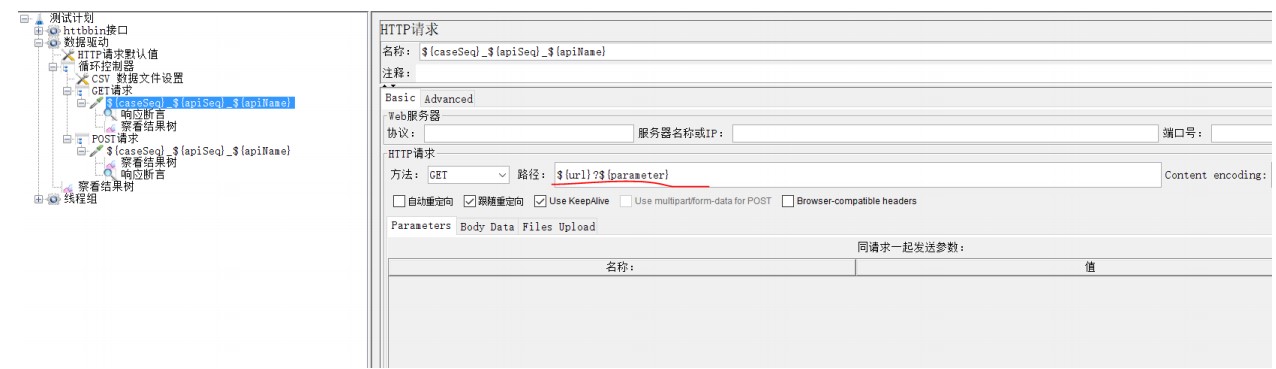 测试计划
httbbin接口
数据驱动
HTTP请求默认值
循环控制器
CSV 数据文件设置
GET请求
${caseSeq}_${apiSeq}_${apiName}
响应断言
察看结果树
POST请求
${caseSeq}_${apiSeq}_${apiName}
察看结果树
响应断言
察看结果树
线程组
HTTP请求
名称： ${caseSeq}_${apiSeq}_${apiName}
注释：
Basic Advanced
Web服务器
协议： 服务器名称或IP： 端口号：
HTTP请求
方法： GET 路径： ${url}?${parameter} Content encoding:
自动重定向 跟随重定向 Use KeepAlive Use multipart/form-data for POST Browser-compatible headers
Parameters Body Data Files Upload
同请求一起发送参数：
名称： 值